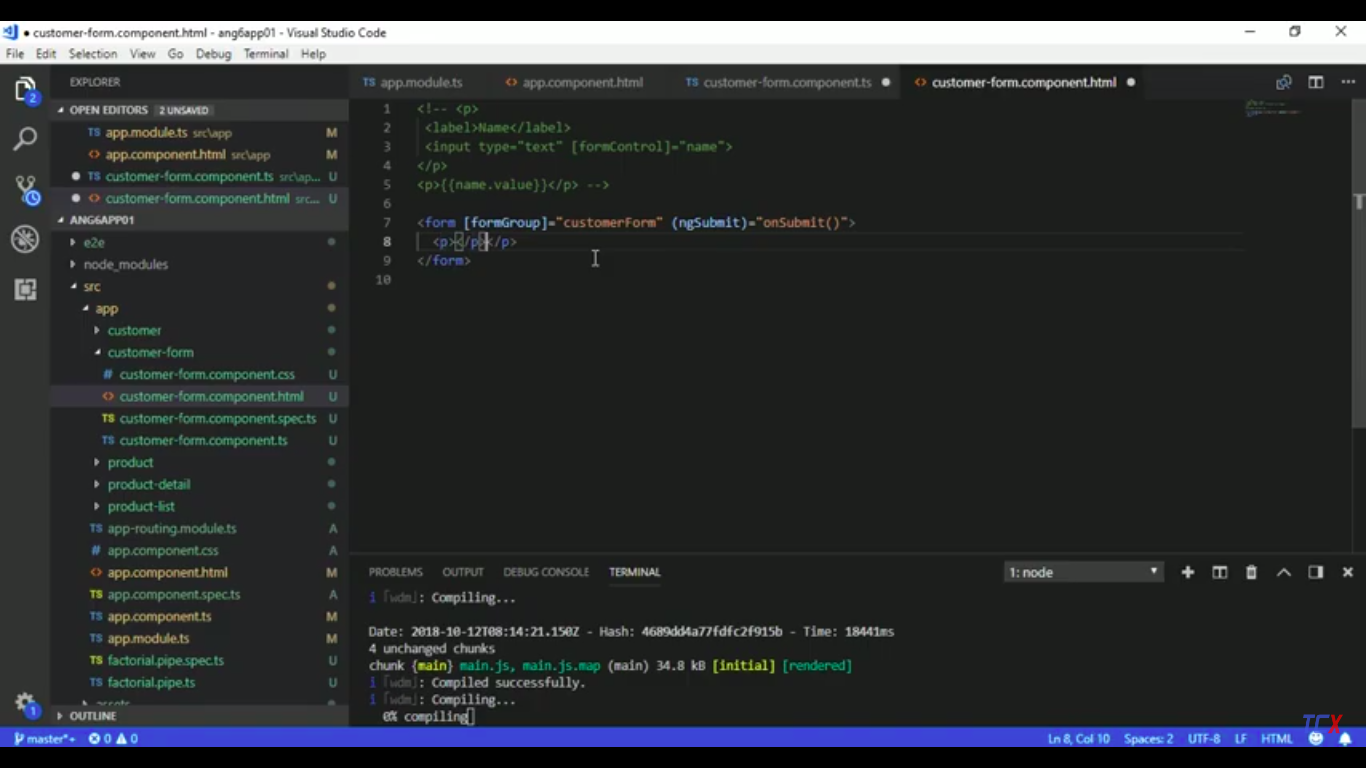 customer-form.component.html - ang6app01 - Visual Studio Code
File Edit Selection View Go Debug Terminal Help
EXPLORER
OPEN EDITORS 2 UNSAVED
TS app.module.ts src\app M
<> app.component.html src\app M
TS customer-form.component.ts src\ap... U
<> customer-form.component.html src... U
ANG6APP01
e2e
node_modules
src
app
customer
customer-form
# customer-form.component.css U
<> customer-form.component.html U
TS customer-form.component.spec.ts U
TS customer-form.component.ts U
product
product-detail
product-list
TS app-routing.module.ts A
# app.component.css A
<> app.component.html M
TS app.component.spec.ts A
TS app.component.ts M
TS app.module.ts M
TS factorial.pipe.spec.ts U
TS factorial.pipe.ts U
assets
OUTLINE
2
1
TS app.module.ts <> app.component.html TS customer-form.component.ts <> customer-form.component.html
1 <!-- <p>
2 <label>Name</label>
3 <input type="text" [formControl]="name">
4 </p>
5 <p>{{name.value}}</p> -->
6
7 <form [formGroup]="customerForm" (ngSubmit)="onSubmit()">
8 <p></p></p>
9 </form>
10
PROBLEMS OUTPUT DEBUG CONSOLE TERMINAL 1: node
i ｢wdm｣: Compiling...
Date: 2018-10-12T08:14:21.150Z - Hash: 4689dd4a77fdfc2f915b - Time: 18441ms
4 unchanged chunks
chunk {main} main.js, main.js.map (main) 34.8 kB [initial] [rendered]
i ｢wdm｣: Compiled successfully.
i ｢wdm｣: Compiling...
0% compiling
TCX
master*+ 0 0 Ln 8, Col 10 Spaces: 2 UTF-8 LF HTML